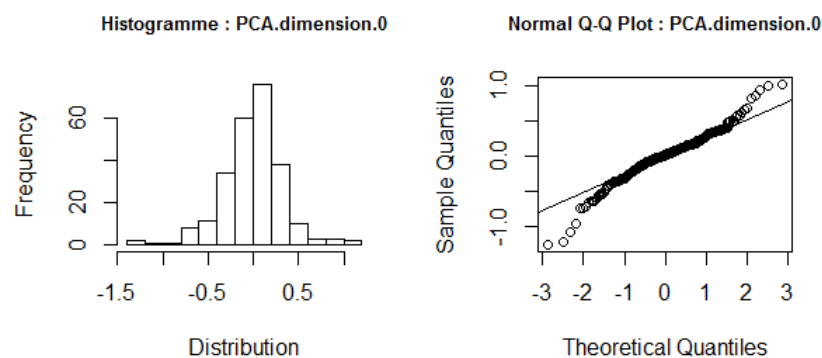 Histogramme : PCA.dimension.0
Frequency
60
20
0
-1.5 -0.5 0.5
Distribution
Normal Q-Q Plot : PCA.dimension.0
Sample Quantiles
1.0
0.0
-1.0
-3 -2 -1 0 1 2 3
Theoretical Quantiles